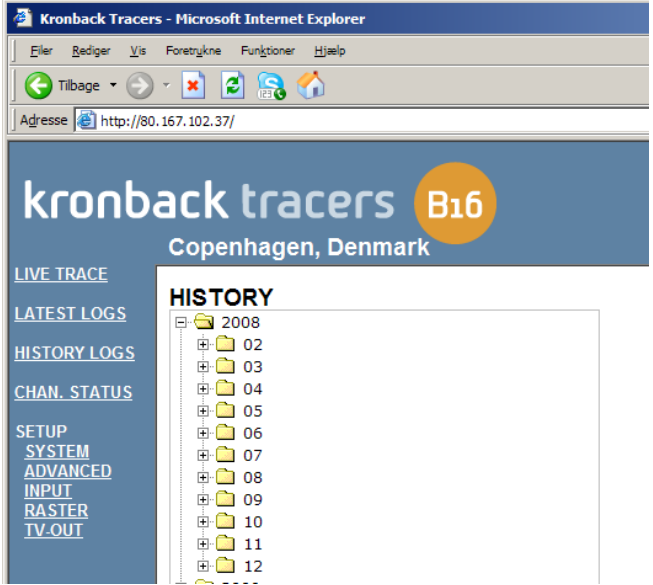 Kronback Tracers - Microsoft Internet Explorer
Filer Rediger Vis Foretrukne Funktioner Hjælp
Tilbage 123
Adresse http://80.167.102.37/
kronback tracers B16
Copenhagen, Denmark
LIVE TRACE
LATEST LOGS
HISTORY LOGS
CHAN. STATUS
SETUP
SYSTEM
ADVANCED
INPUT
RASTER
TV-OUT
HISTORY
2008
02
03
04
05
06
07
08
09
10
11
12